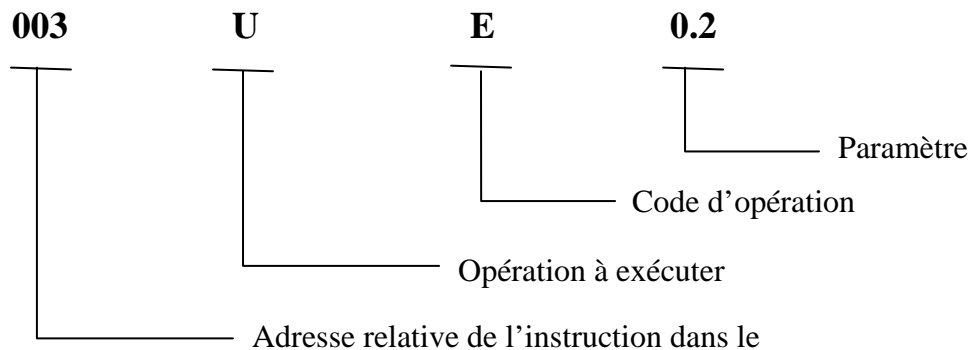 003 U E 0.2
Paramètre
Code d’opération
Opération à exécuter
Adresse relative de l’instruction dans le